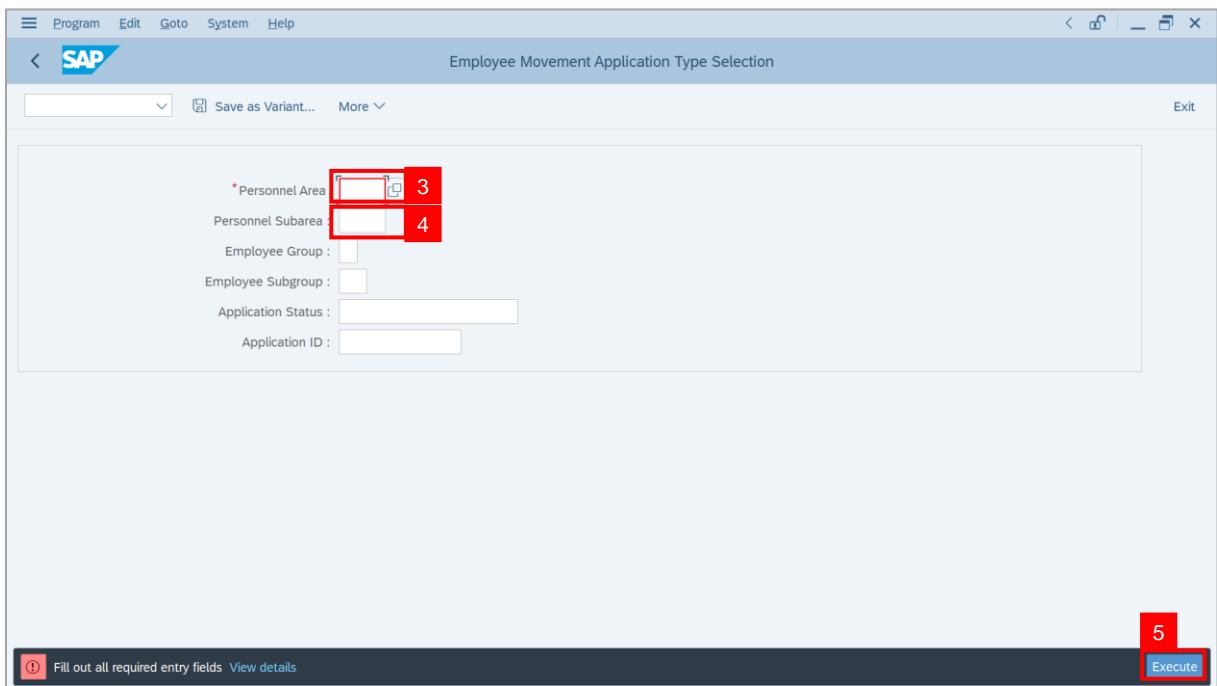 Program Edit Goto System Help
SAP
Employee Movement Application Type Selection
Save as Variant... More Exit
*Personnel Area 3
Personnel Subarea : 4
Employee Group :
Employee Subgroup :
Application Status :
Application ID :
5
Fill out all required entry fields View details Execute